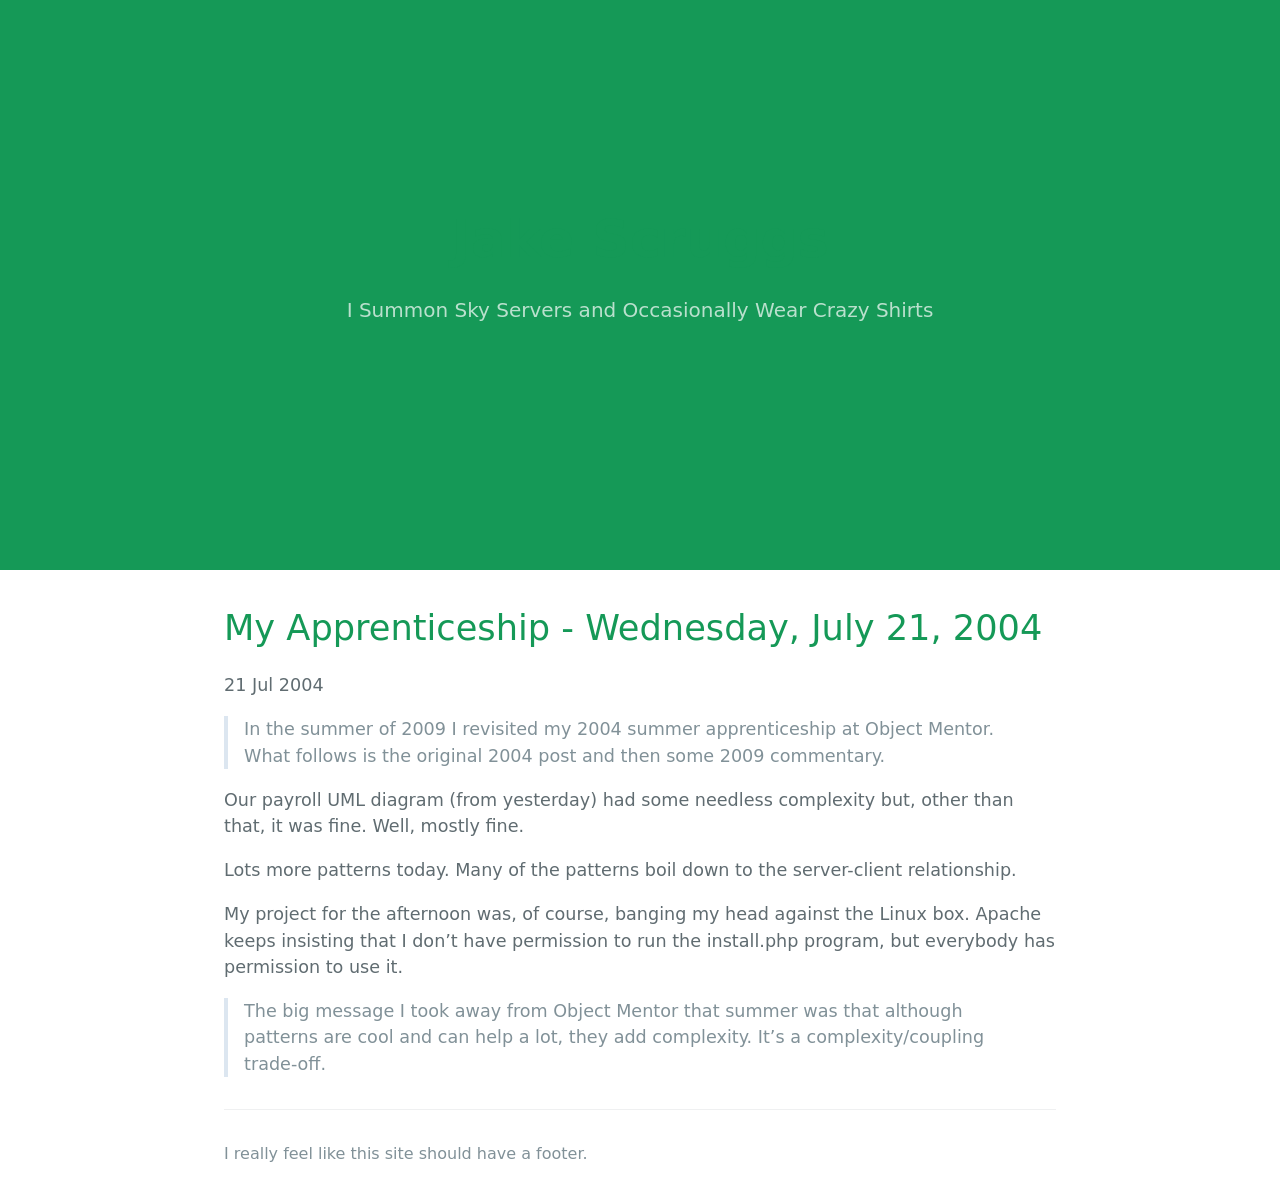 I Summon Sky Servers and Occasionally Wear Crazy Shirts
My Apprenticeship - Wednesday, July 21, 2004
21 Jul 2004
In the summer of 2009 I revisited my 2004 summer apprenticeship at Object Mentor.
What follows is the original 2004 post and then some 2009 commentary.
Our payroll UML diagram (from yesterday) had some needless complexity but, other than
that, it was fine. Well, mostly fine.
Lots more patterns today. Many of the patterns boil down to the server-client relationship.
My project for the afternoon was, of course, banging my head against the Linux box. Apache
keeps insisting that I don’t have permission to run the install.php program, but everybody has
permission to use it.
The big message I took away from Object Mentor that summer was that although
patterns are cool and can help a lot, they add complexity. It’s a complexity/coupling
trade-off.
I really feel like this site should have a footer.